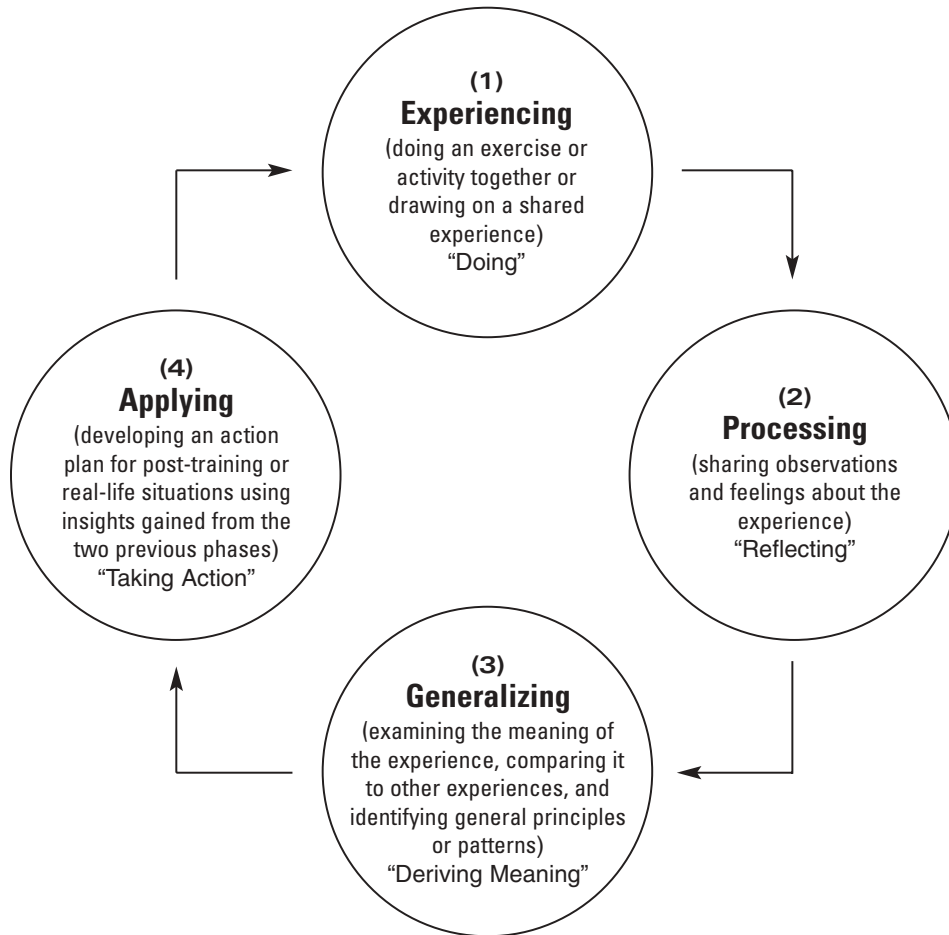 (1)
Experiencing
(doing an exercise or
activity together or
drawing on a shared
experience)
“Doing”
(2)
Processing
(sharing observations
and feelings about the
experience)
“Reflecting”
(3)
Generalizing
(examining the meaning of
the experience, comparing it
to other experiences, and
identifying general principles
or patterns)
“Deriving Meaning”
(4)
Applying
(developing an action
plan for post-training or
real-life situations using
insights gained from the
two previous phases)
“Taking Action”